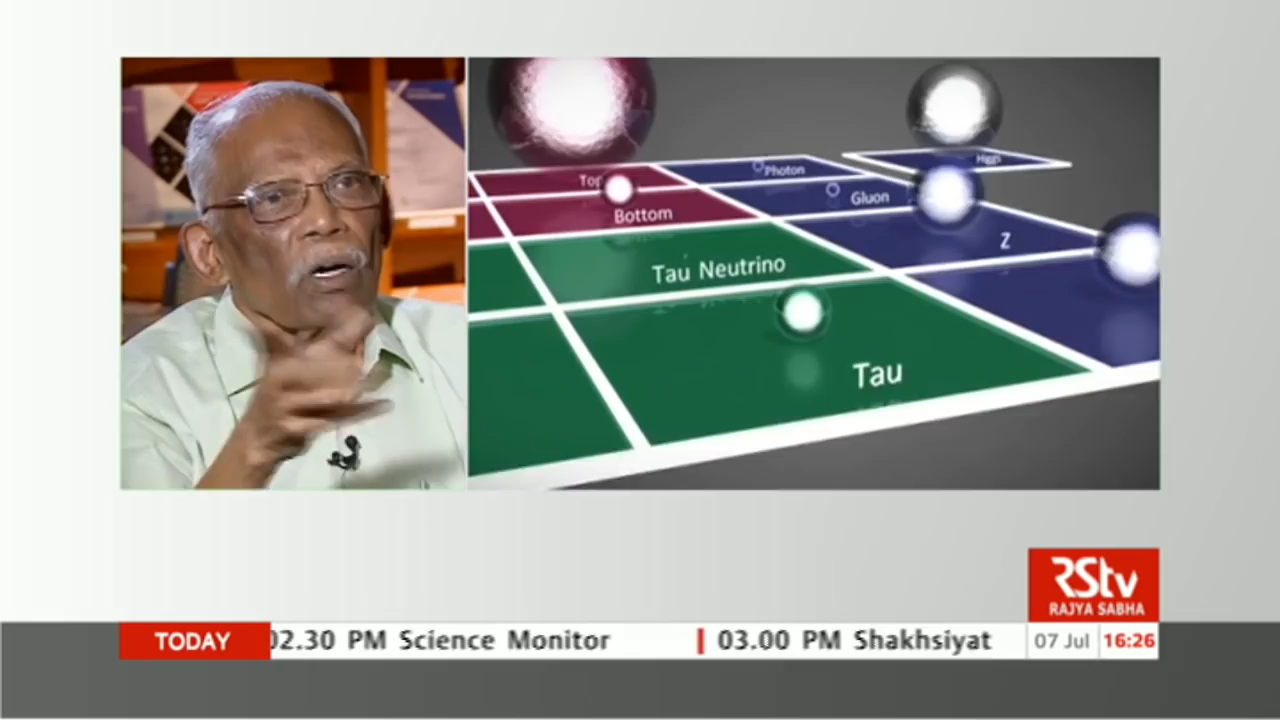 Top
Photon
Higgs
Bottom
Gluon
Tau Neutrino
Z
Tau
RStv
RAJYA SABHA
TODAY
02.30 PM Science Monitor
03.00 PM Shakhsiyat
07 Jul
16:26